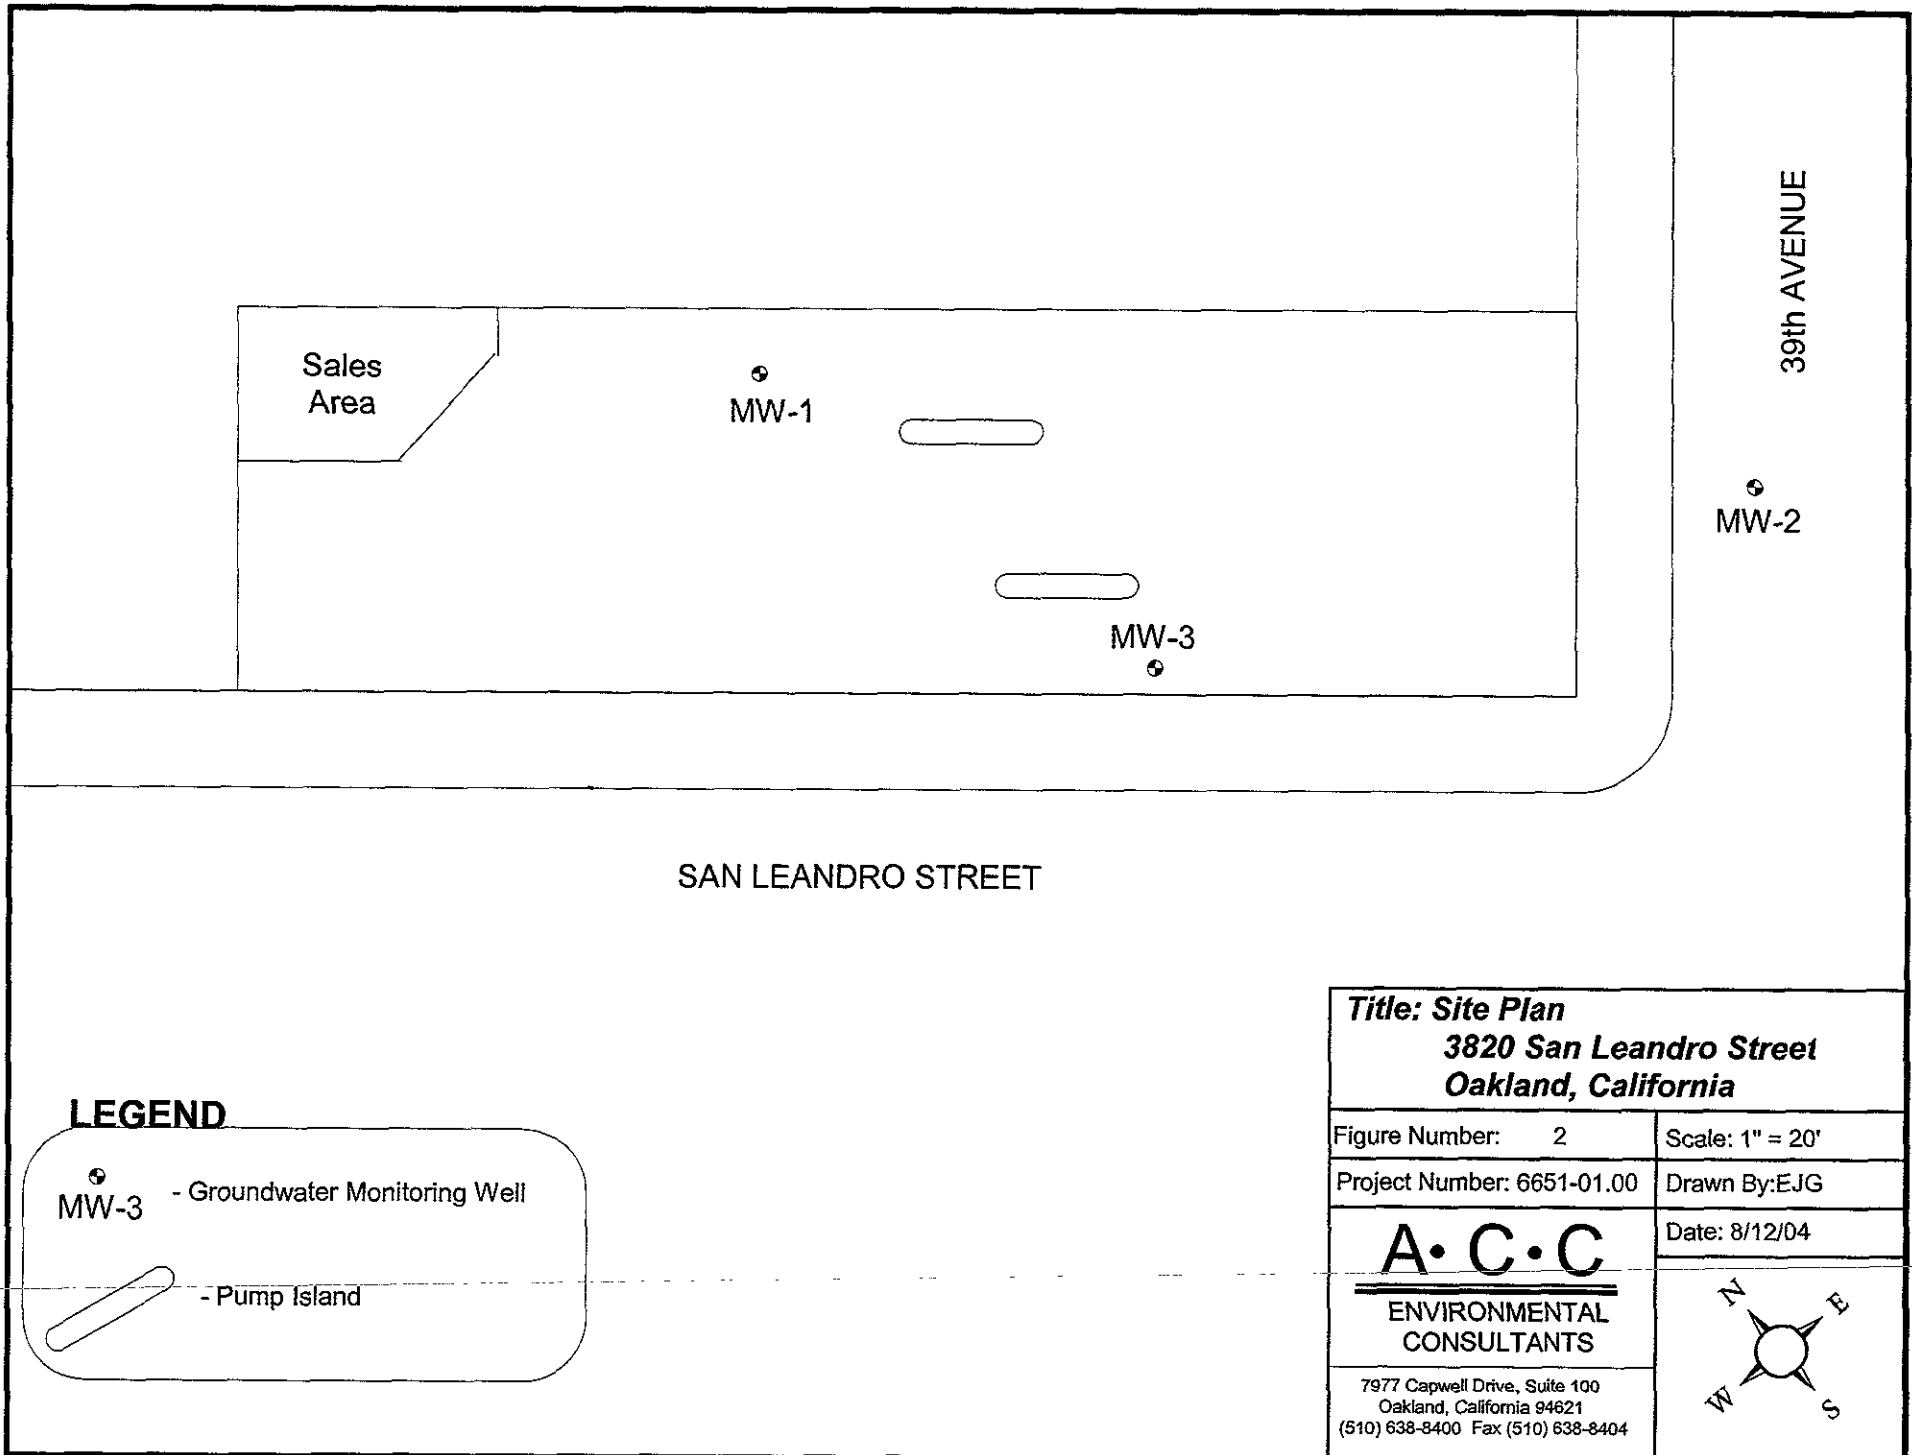 39th AVENUE
Sales
Area
MW-1
MW-2
MW-3
SAN LEANDRO STREET
LEGEND
MW-3 - Groundwater Monitoring Well
- Pump Island
Title: Site Plan
3820 San Leandro Street
Oakland, California
Figure Number: 2
Scale: 1" = 20'
Project Number: 6651-01.00
Drawn By:EJG
Date: 8/12/04
A•C•C
ENVIRONMENTAL
CONSULTANTS
7977 Capwell Drive, Suite 100
Oakland, California 94621
(510) 638-8400 Fax (510) 638-8404
N
E
W
S